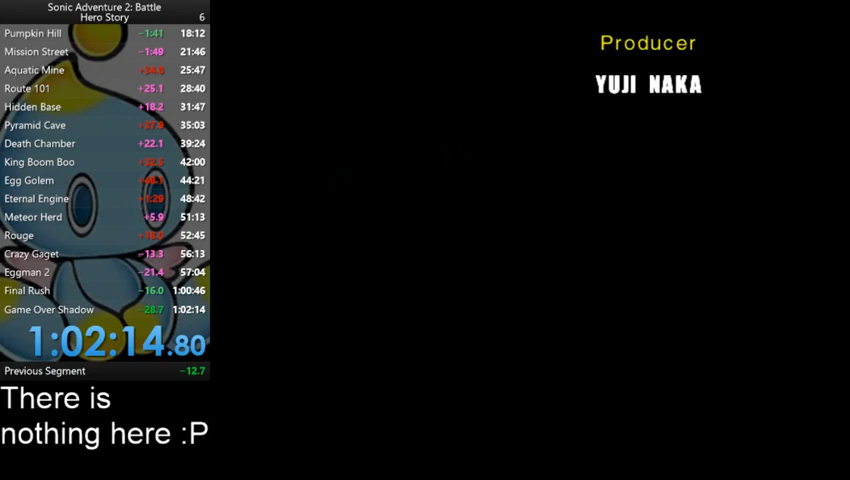 Sonic Adventure 2: Battle
Hero Story 6
Pumpkin Hill -1:41 18:12
Mission Street -1:49 21:46
Aquatic Mine +34.8 25:47
Route 101 +25.1 28:40
Hidden Base +18.2 31:47
Pyramid Cave 35:03
Death Chamber +22.1 39:24
King Boom Boo 42:00
Egg Golem 44:21
Eternal Engine +1:29 48:42
Meteor Herd +5.9 51:13
Rouge 52:45
Crazy Gaget -13.3 56:13
Eggman 2 -21.4 57:04
Final Rush -16.0 1:00:46
Game Over Shadow -28.7 1:02:14
1:02:14.80
Previous Segment -12.7
There is
nothing here :P
Producer
YUJI NAKA